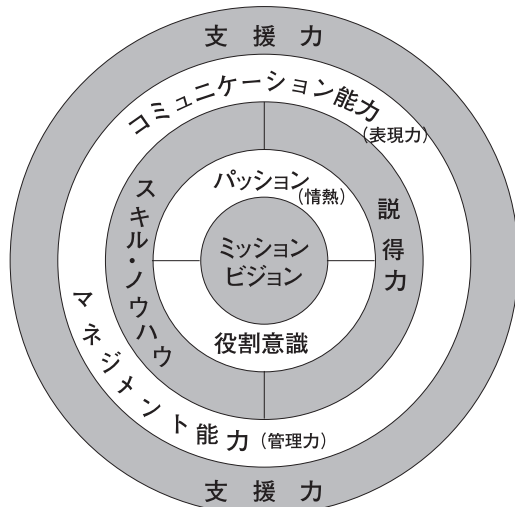 支援力
コミュニケーション能力
(表現力)
スキル・ノウハウ
パッション
(情熱)
説得力
ミッション
ビジョン
役割意識
マネジメント能力
(管理力)
支援力